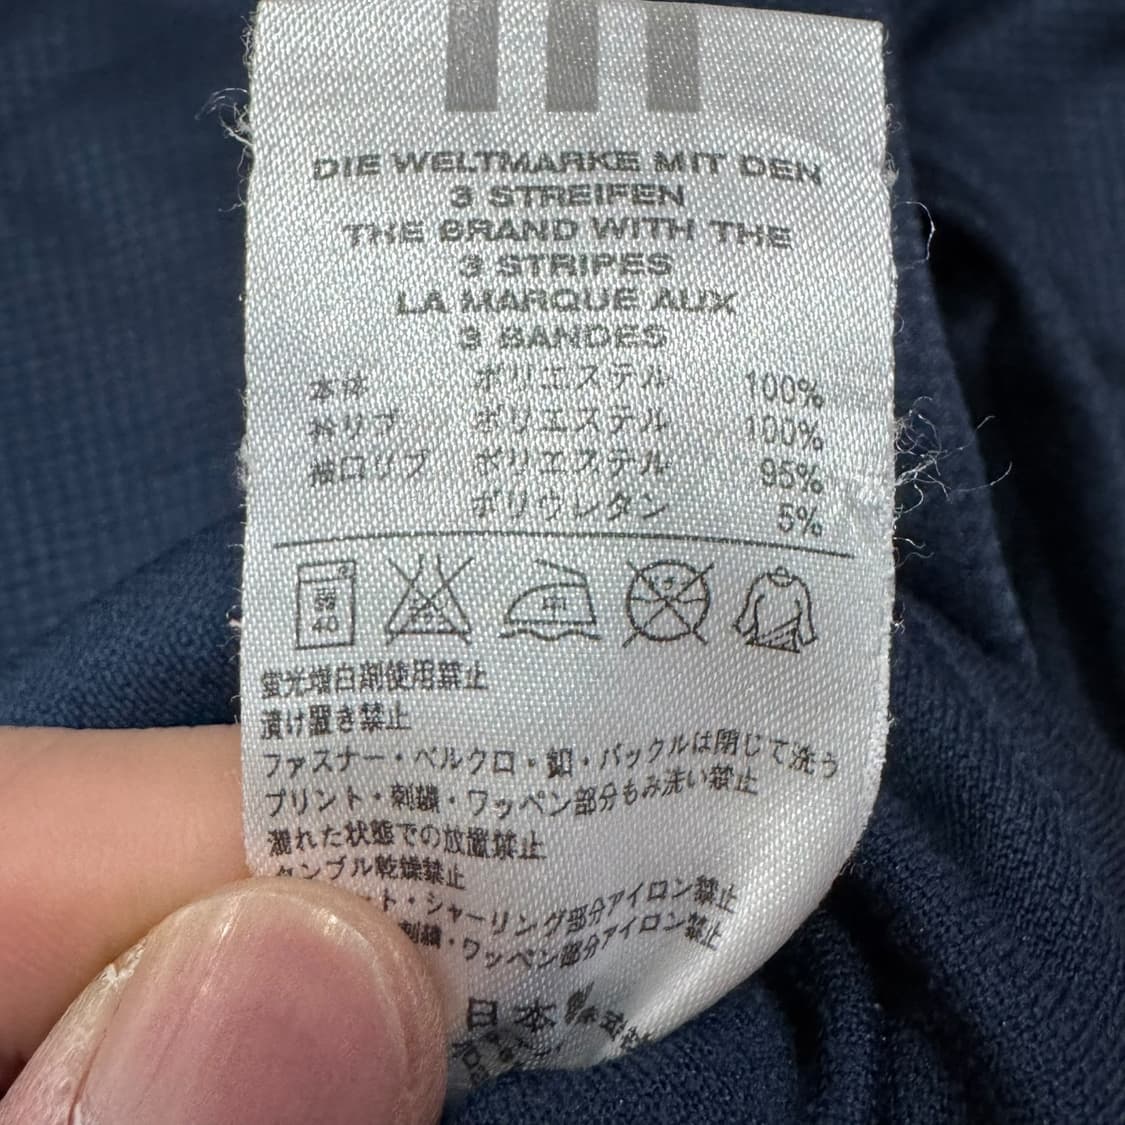 DIE WELTMARKE MIT DEN
3 STREIFEN
THE BRAND WITH THE
3 STRIPES
LA MARQUE AUX
3 BANDES
本体 ポリエステル 100%
衿リブ ポリエステル 100%
袖口リブ ポリエステル 95%
ポリウレタン 5%
40
中
蛍光増白剤使用禁止
漬け置き禁止
ファスナー・ベルクロ・釦・バックルは閉じて洗う
プリント・刺繍・ワッペン部分もみ洗い禁止
濡れた状態での放置禁止
タンブル乾燥禁止
ト・シャーリング部分アイロン禁止
刺繍・ワッペン部分アイロン禁止
日本製